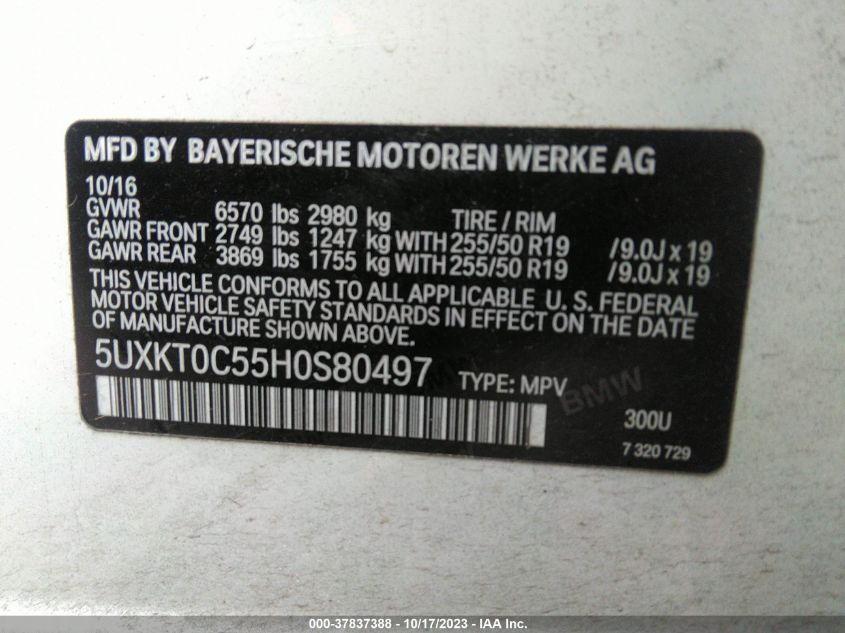 MFD BY BAYERISCHE MOTOREN WERKE AG
10/16
GVWR 6570 lbs 2980 kg TIRE / RIM
GAWR FRONT 2749 lbs 1247 kg WITH 255/50 R19 /9.0J x 19
GAWR REAR 3869 lbs 1755 kg WITH 255/50 R19 /9.0J x 19
THIS VEHICLE CONFORMS TO ALL APPLICABLE U. S. FEDERAL
MOTOR VEHICLE SAFETY STANDARDS IN EFFECT ON THE DATE
OF MANUFACTURE SHOWN ABOVE.
5UXKT0C55H0S80497 TYPE: MPV
BMW
300U
7 320 729
000-37837388 - 10/17/2023 - IAA Inc.